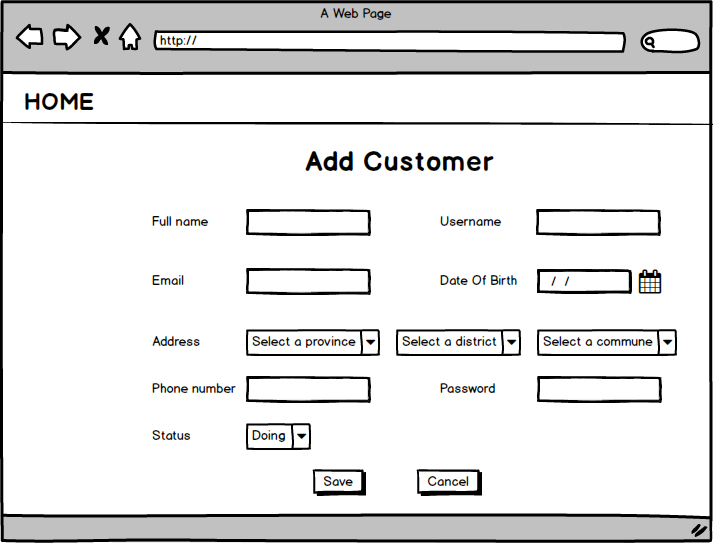 A Web Page
http://
HOME
Add Customer
Full name
Username
Email
Date Of Birth / /
Address Select a province Select a district Select a commune
Phone number
Password
Status Doing
Save Cancel